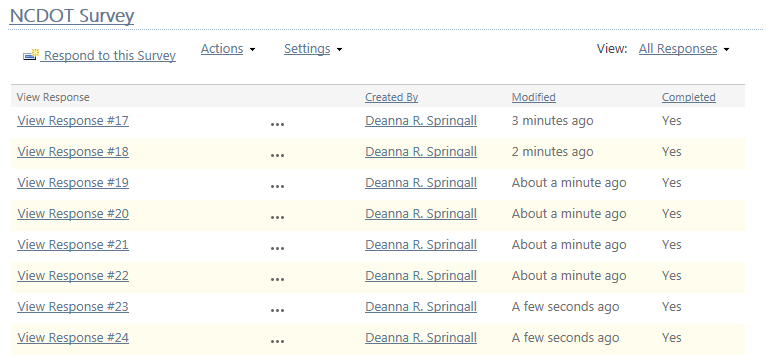 NCDOT Survey
Respond to this Survey Actions Settings View: All Responses
View Response Created By Modified Completed
View Response #17 ... Deanna R. Springall 3 minutes ago Yes
View Response #18 ... Deanna R. Springall 2 minutes ago Yes
View Response #19 ... Deanna R. Springall About a minute ago Yes
View Response #20 ... Deanna R. Springall About a minute ago Yes
View Response #21 ... Deanna R. Springall About a minute ago Yes
View Response #22 ... Deanna R. Springall About a minute ago Yes
View Response #23 ... Deanna R. Springall A few seconds ago Yes
View Response #24 ... Deanna R. Springall A few seconds ago Yes